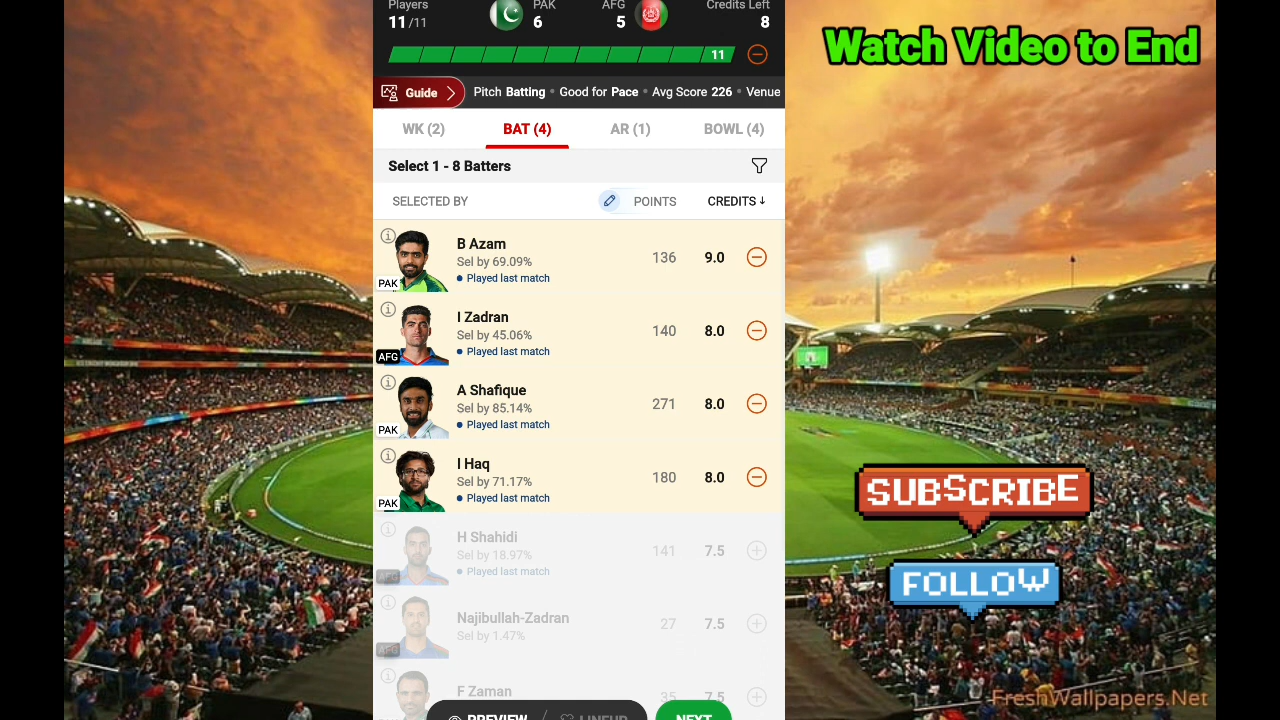 Players
PAK
AFG
Credits Left
11/11
6
5
8
11
Guide
Pitch Batting • Good for Pace • Avg Score 226 • Venue
WK (2)
BAT (4)
AR (1)
BOWL (4)
Select 1 - 8 Batters
SELECTED BY
POINTS
CREDITS↓
B Azam
Sel by 69.09%
Played last match
PAK
136
9.0
I Zadran
Sel by 45.06%
Played last match
AFG
140
8.0
A Shafique
Sel by 85.14%
Played last match
PAK
271
8.0
I Haq
Sel by 71.17%
Played last match
PAK
180
8.0
H Shahidi
Sel by 18.97%
Played last match
AFG
141
7.5
Najibullah-Zadran
Sel by 1.47%
AFG
27
7.5
F Zaman
35
7.5
PREVIEW / LINEUP
NEXT
Watch Video to End
SUBSCRIBE
FOLLOW
FreshWallpapers.Net